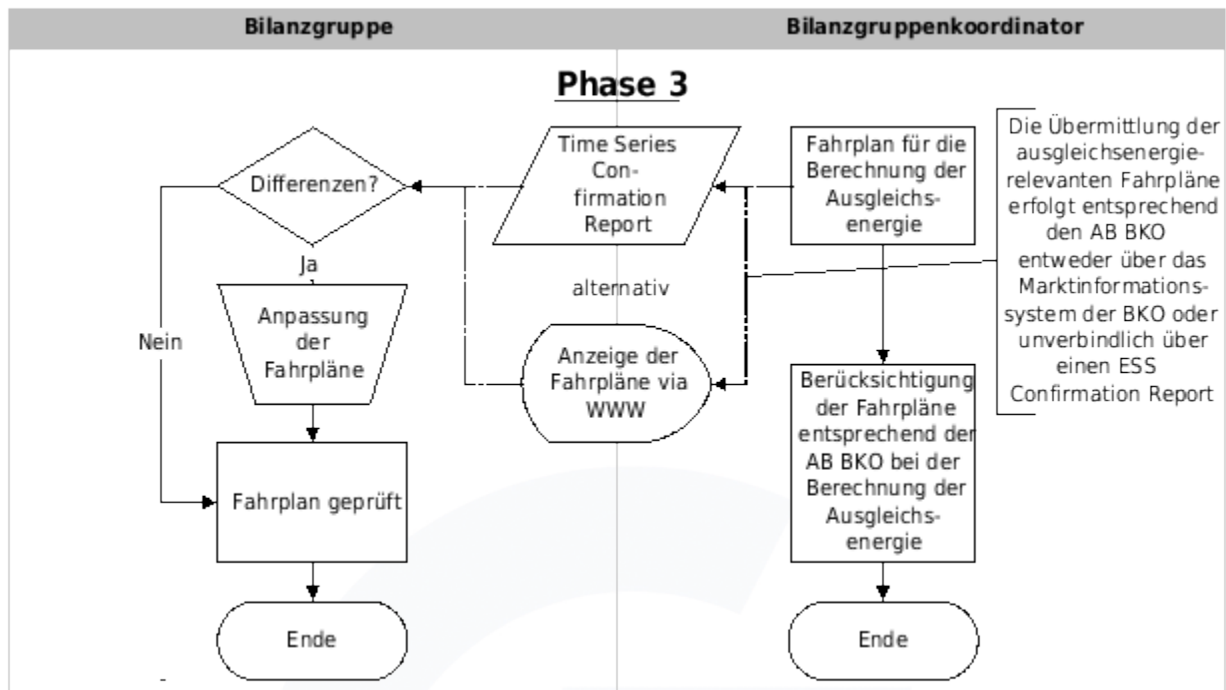 Bilanzgruppe
Bilanzgruppenkoordinator
Phase 3
Differenzen?
Ja
Nein
Anpassung
der
Fahrpläne
Fahrplan geprüft
Ende
Time Series
Con-
firmation
Report
alternativ
Anzeige der
Fahrpläne via
WWW
Fahrplan für die
Berechnung der
Ausgleichs-
energie
Berücksichtigung
der Fahrpläne
entsprechend der
AB BKO bei der
Berechnung der
Ausgleichs-
energie
Ende
Die Übermittlung der
ausgleichsenergie-
relevanten Fahrpläne
erfolgt entsprechend
den AB BKO
entweder über das
Marktinformations-
system der BKO oder
unverbindlich über
einen ESS
Confirmation Report